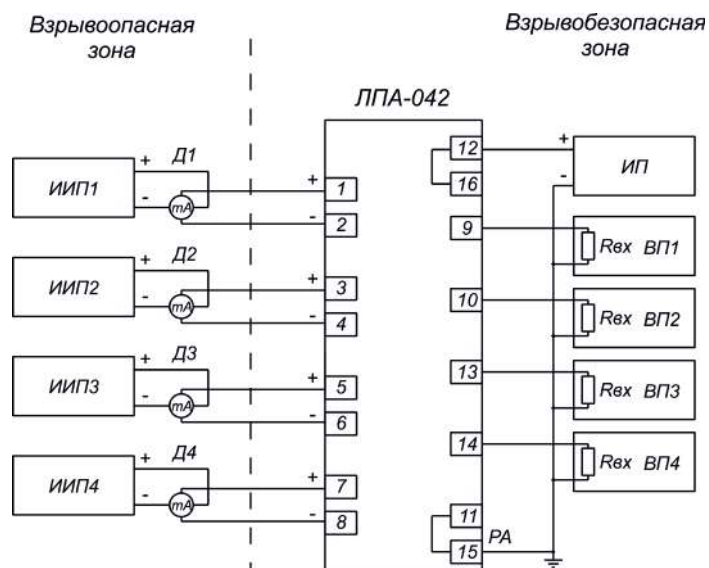 Взрывоопасная
зона
Взрывобезопасная
зона
ЛПА-042
ИИП1
+
-
Д1
mA
+
1
-
2
ИИП2
+
-
Д2
mA
+
3
-
4
ИИП3
+
-
Д3
mA
+
5
-
6
ИИП4
+
-
Д4
mA
+
7
-
8
12
16
9
10
13
14
11
15
PA
+
-
ИП
Rвх ВП1
Rвх ВП2
Rвх ВП3
Rвх ВП4